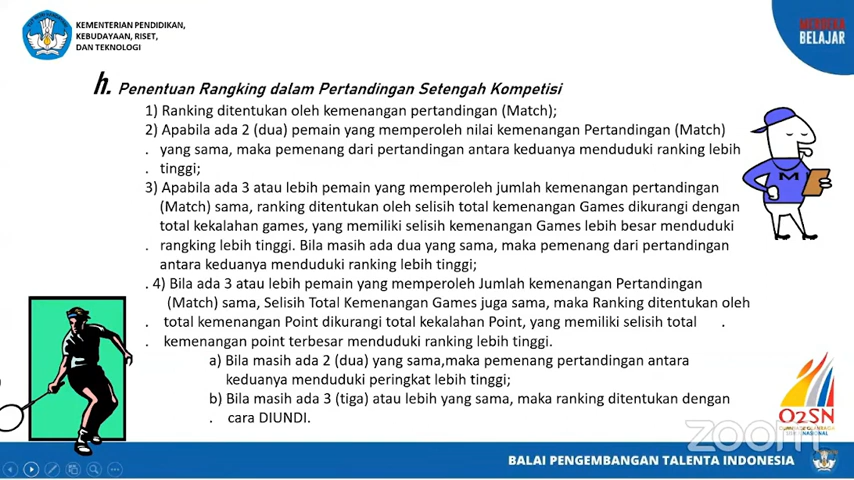 KEMENTERIAN PENDIDIKAN,
KEBUDAYAAN, RISET,
DAN TEKNOLOGI
MERDEKA
BELAJAR
h. Penentuan Rangking dalam Pertandingan Setengah Kompetisi
1) Ranking ditentukan oleh kemenangan pertandingan (Match);
2) Apabila ada 2 (dua) pemain yang memperoleh nilai kemenangan Pertandingan (Match)
. yang sama, maka pemenang dari pertandingan antara keduanya menduduki ranking lebih
. tinggi;
3) Apabila ada 3 atau lebih pemain yang memperoleh jumlah kemenangan pertandingan
(Match) sama, ranking ditentukan oleh selisih total kemenangan Games dikurangi dengan
total kekalahan games, yang memiliki selisih kemenangan Games lebih besar menduduki
. rangking lebih tinggi. Bila masih ada dua yang sama, maka pemenang dari pertandingan
antara keduanya menduduki ranking lebih tinggi;
. 4) Bila ada 3 atau lebih pemain yang memperoleh Jumlah kemenangan Pertandingan
(Match) sama, Selisih Total Kemenangan Games juga sama, maka Ranking ditentukan oleh
. total kemenangan Point dikurangi total kekalahan Point, yang memiliki selisih total .
. kemenangan point terbesar menduduki ranking lebih tinggi.
a) Bila masih ada 2 (dua) yang sama,maka pemenang pertandingan antara
keduanya menduduki peringkat lebih tinggi;
b) Bila masih ada 3 (tiga) atau lebih yang sama, maka ranking ditentukan dengan
. cara DIUNDI.
M
O2SN
zoom
BALAI PENGEMBANGAN TALENTA INDONESIA